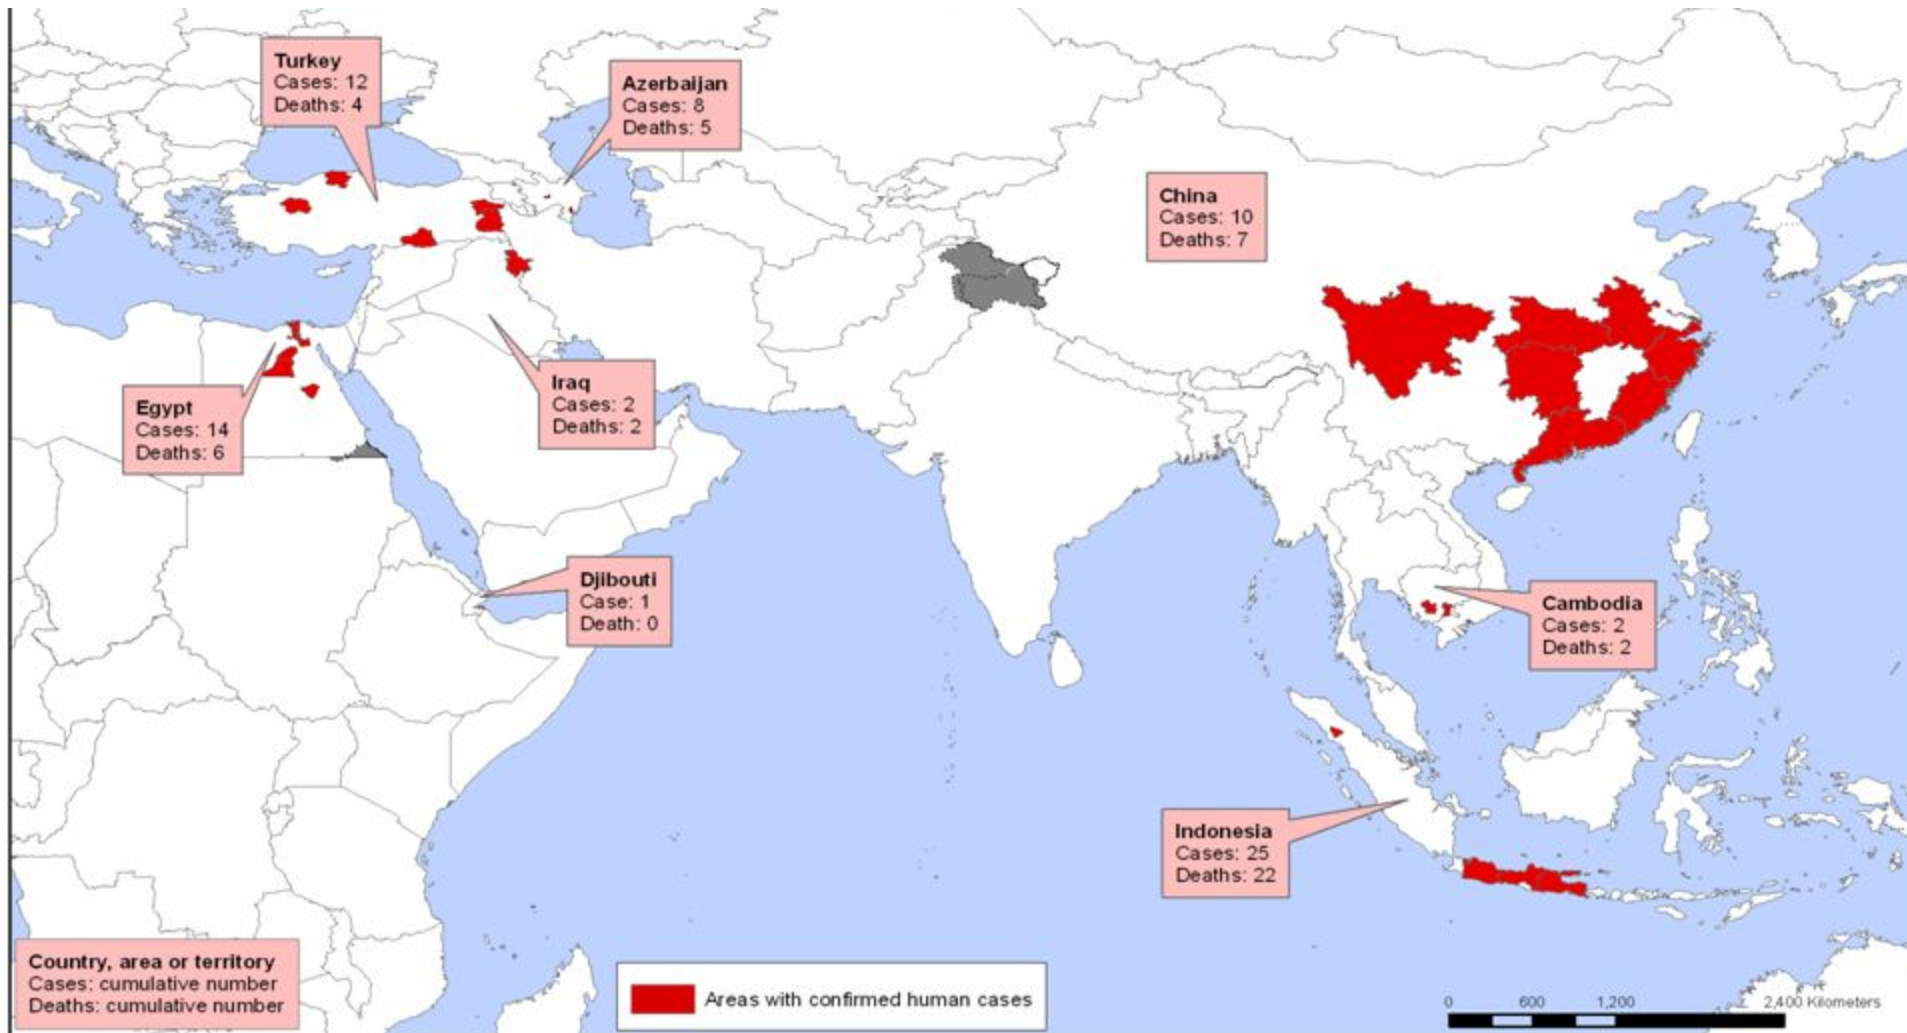 Turkey
Cases: 12
Deaths: 4
Azerbaijan
Cases: 8
Deaths: 5
China
Cases: 10
Deaths: 7
Egypt
Cases: 14
Deaths: 6
Iraq
Cases: 2
Deaths: 2
Djibouti
Case: 1
Death: 0
Cambodia
Cases: 2
Deaths: 2
Indonesia
Cases: 25
Deaths: 22
Country, area or territory
Cases: cumulative number
Deaths: cumulative number
Areas with confirmed human cases
0 600 1,200 2,400 Kilometers